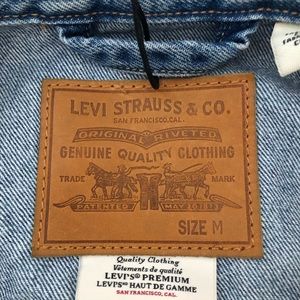 LEVI STRAUSS & CO.
SAN FRANCISCO, CAL.
ORIGINAL RIVETED
GENUINE QUALITY CLOTHING
TRADE MARK
PATENTED MAY 20 1873
SIZE M
Quality Clothing
Vêtements de qualité
LEVI'S® PREMIUM
LEVI'S® HAUT DE GAMME
SAN FRANCISCO, CAL.